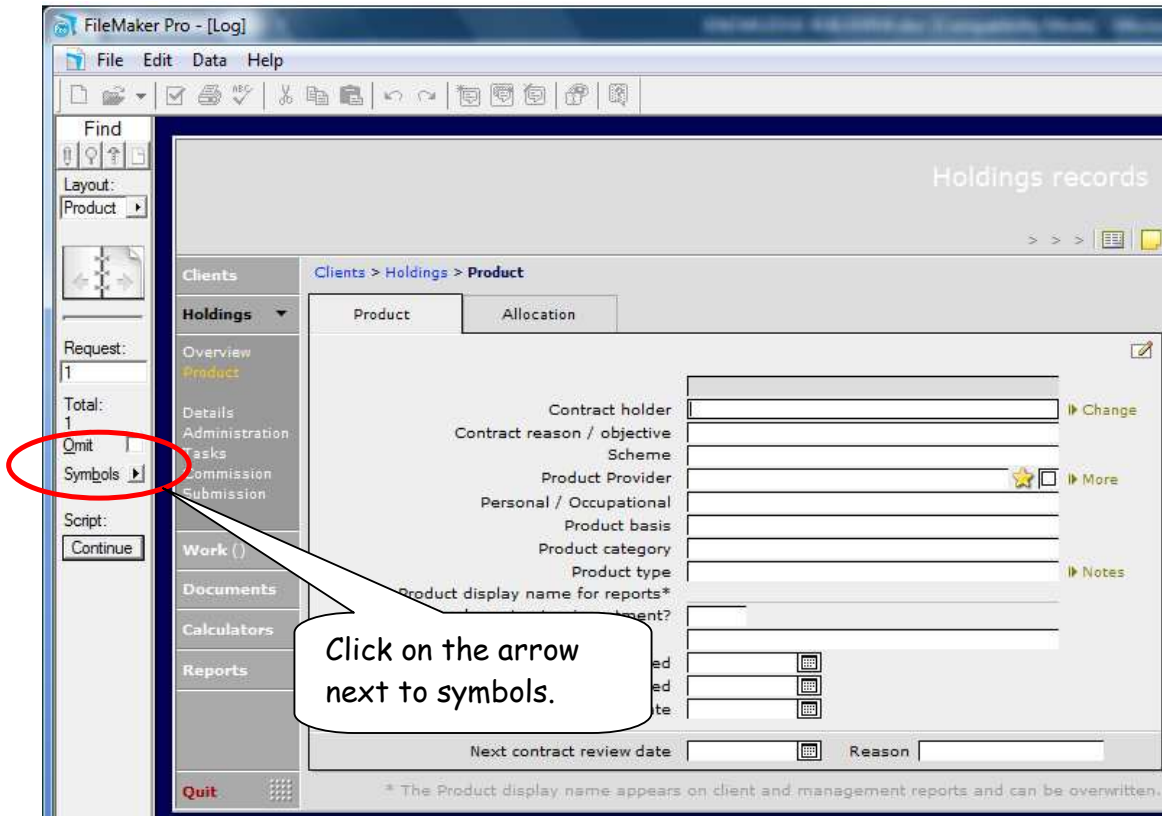 FileMaker Pro - [Log]
File Edit Data Help
ABC
Find
Layout:
Product
Request:
1
Total:
1
Omit
Symbols
Script:
Continue
Holdings records
> > >
Clients
Holdings
Overview
Product
Details
Administration
Tasks
Commission
Submission
Work ()
Documents
Calculators
Reports
Quit
Clients > Holdings > Product
Product Allocation
Contract holder
Change
Contract reason / objective
Scheme
Product Provider
More
Personal / Occupational
Product basis
Product category
Product type
Notes
Product display name for reports*
Click on the arrow
next to symbols.
Next contract review date
Reason
* The Product display name appears on client and management reports and can be overwritten.